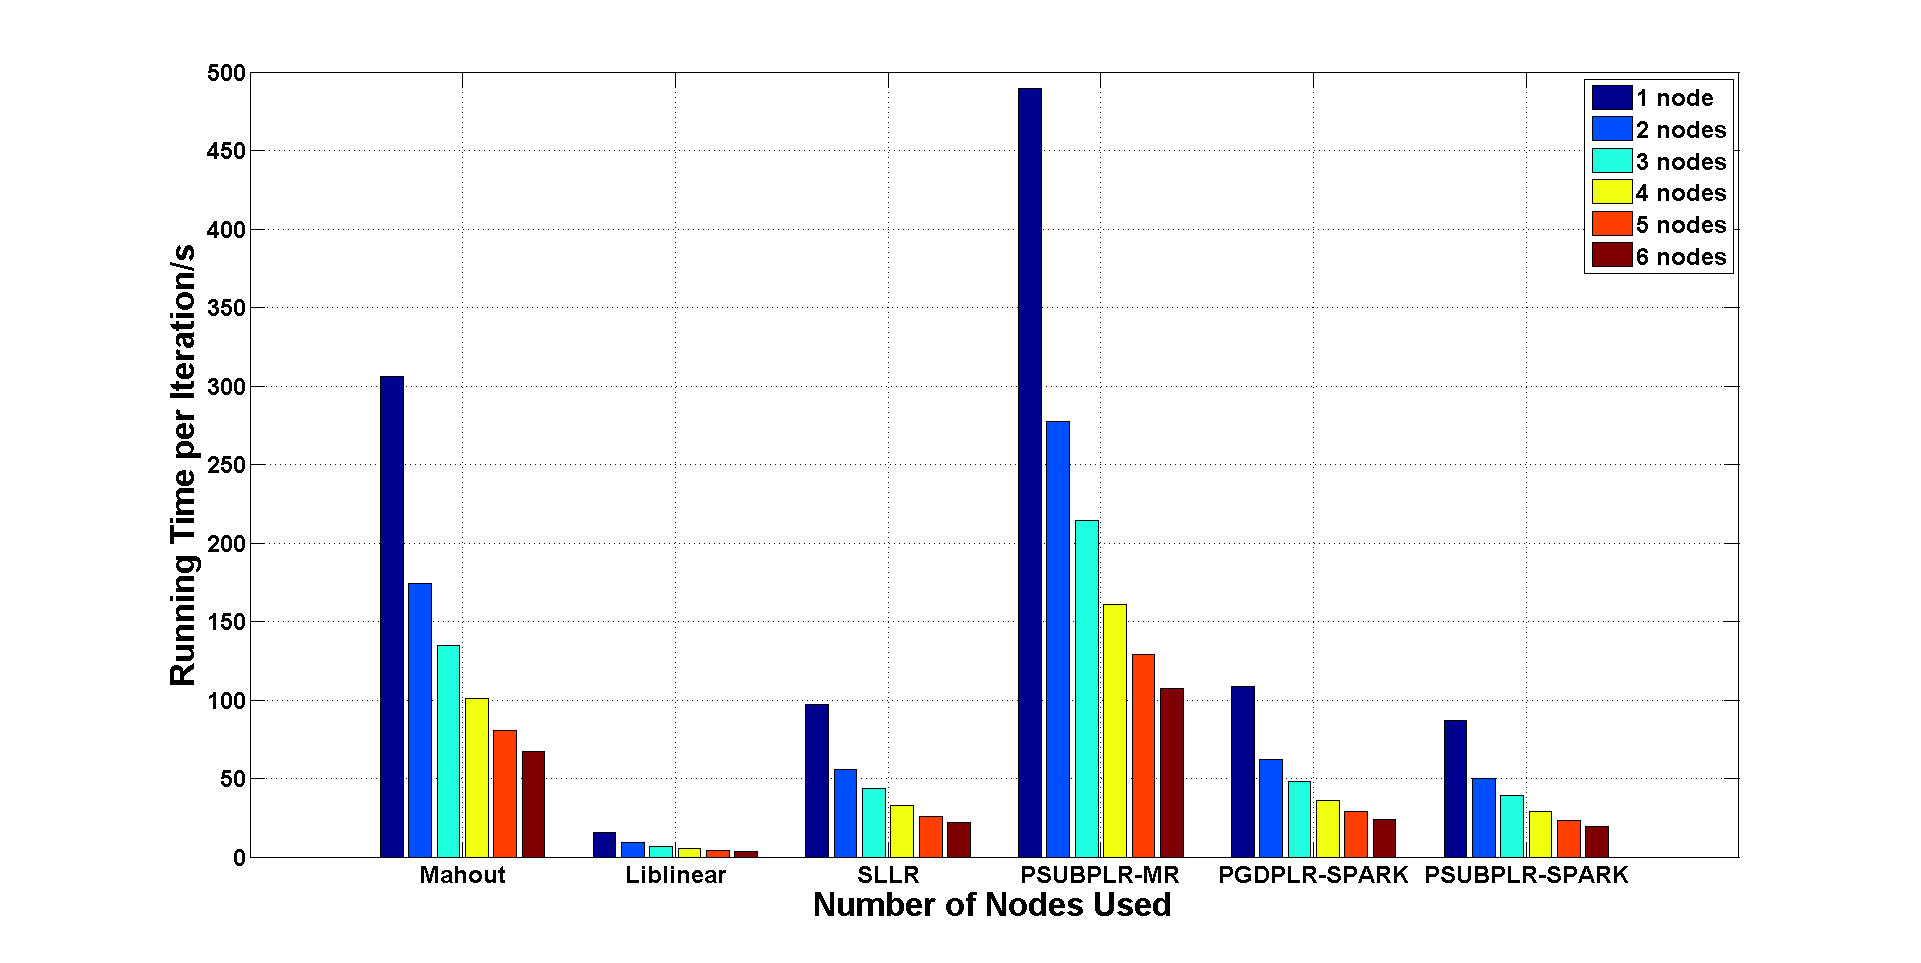 500
450
400
350
300
250
200
150
100
50
0
Running Time per Iteration/s
1 node
2 nodes
3 nodes
4 nodes
5 nodes
6 nodes
Mahout Liblinear SLLR PSUBPLR-MR PGDPLR-SPARK PSUBPLR-SPARK
Number of Nodes Used